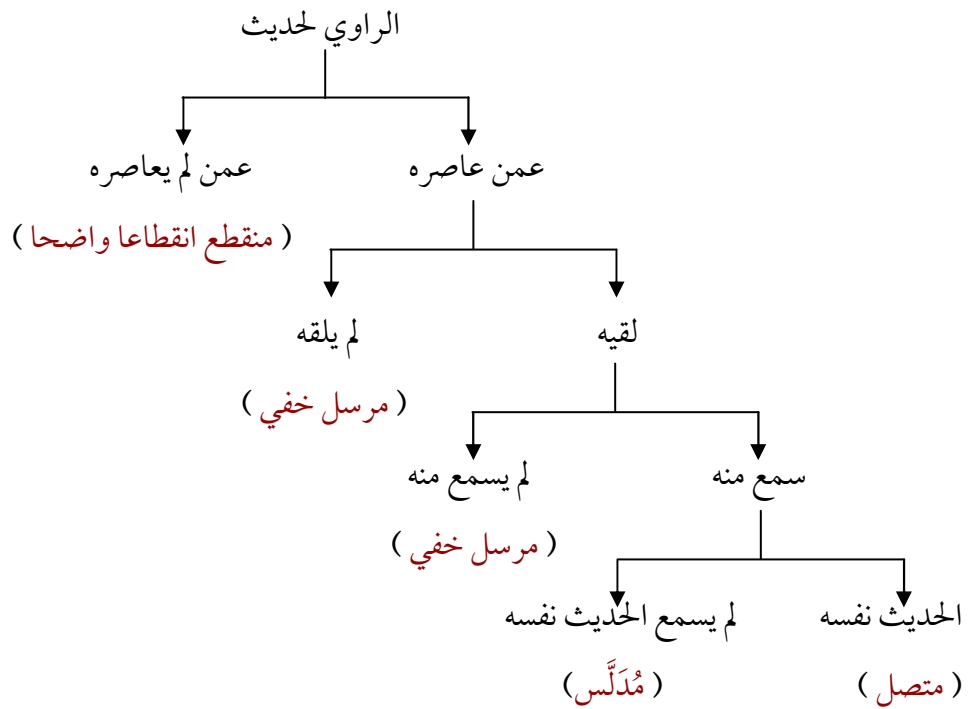 الراوي لحديث
عمن عاصره
عمن لم يعاصره
( منقطع انقطاعا واضحا )
لقيه
لم يلقه
( مرسل خفي )
سمع منه
لم يسمع منه
( مرسل خفي )
الحديث نفسه
لم يسمع الحديث نفسه
( متصل )
( مُدَلَّس)